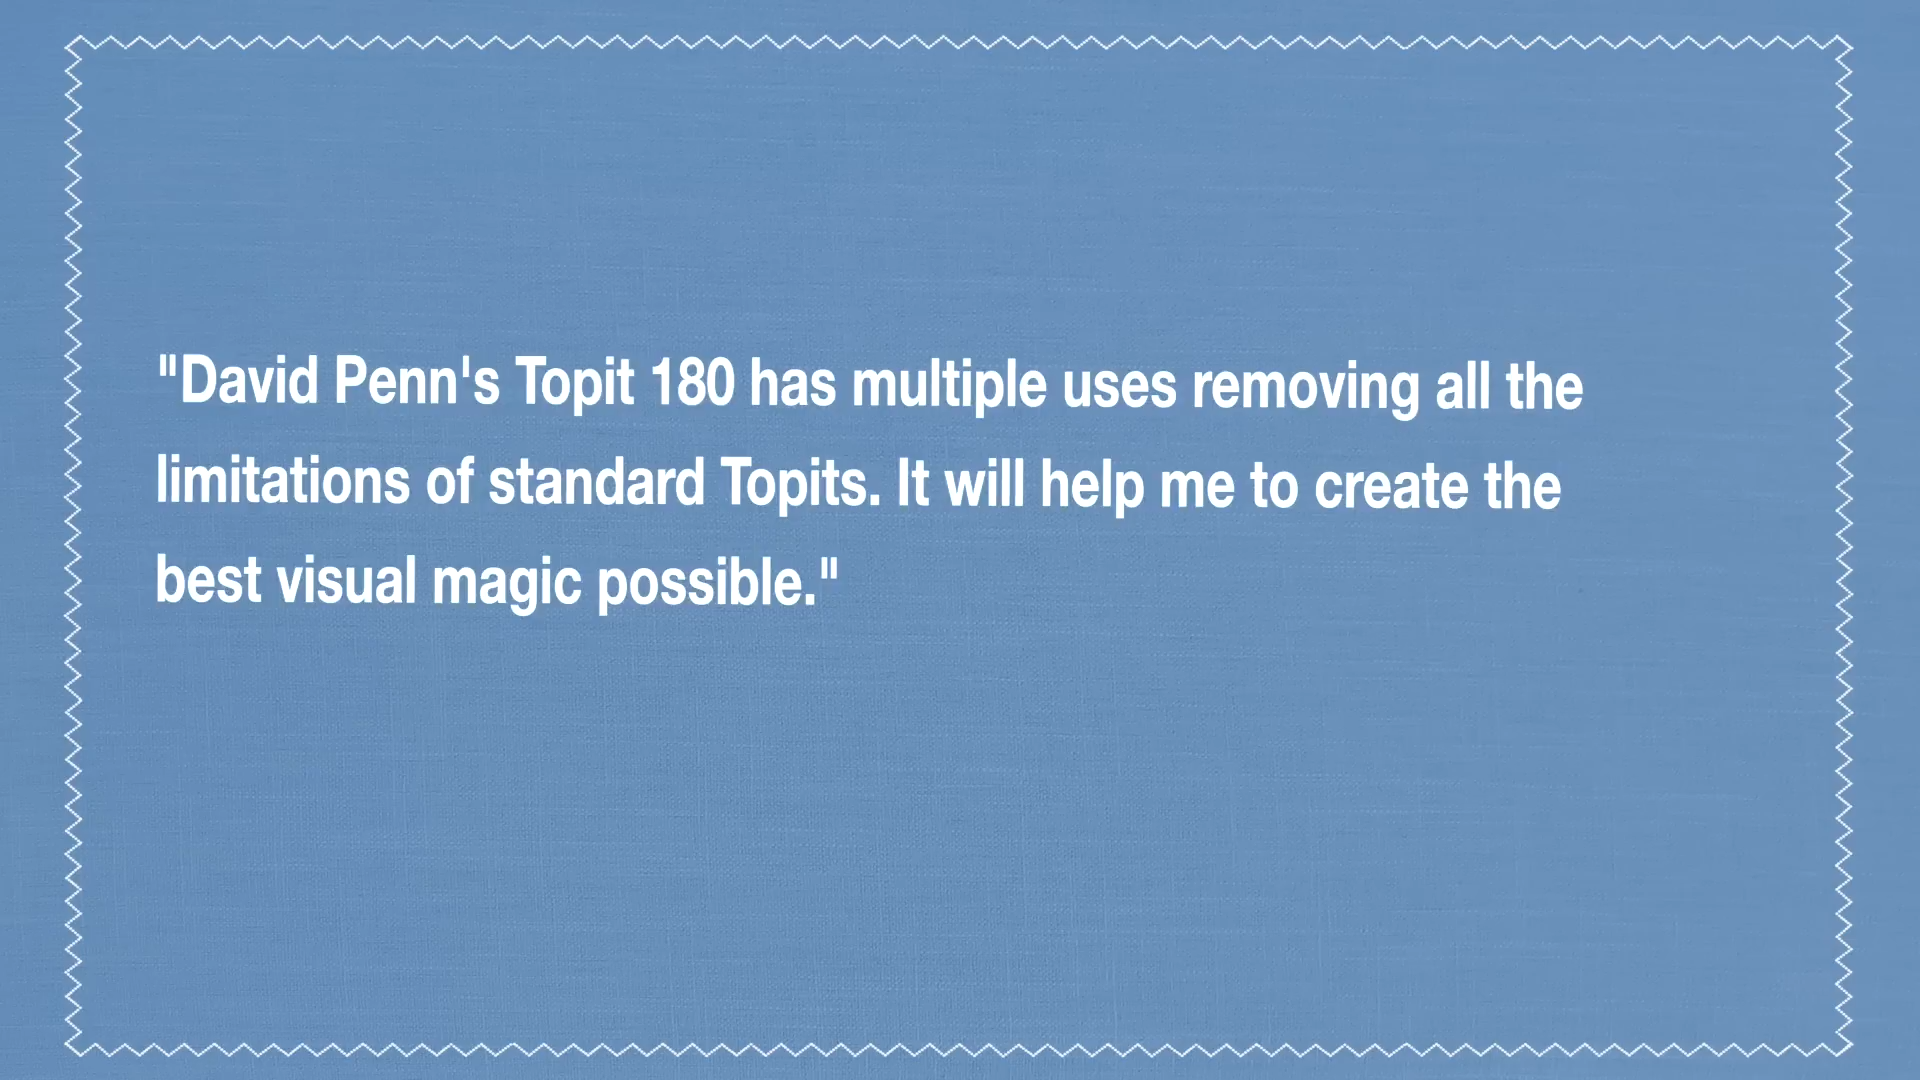 "David Penn's Topit 180 has multiple uses removing all the
limitations of standard Topits. It will help me to create the
best visual magic possible."